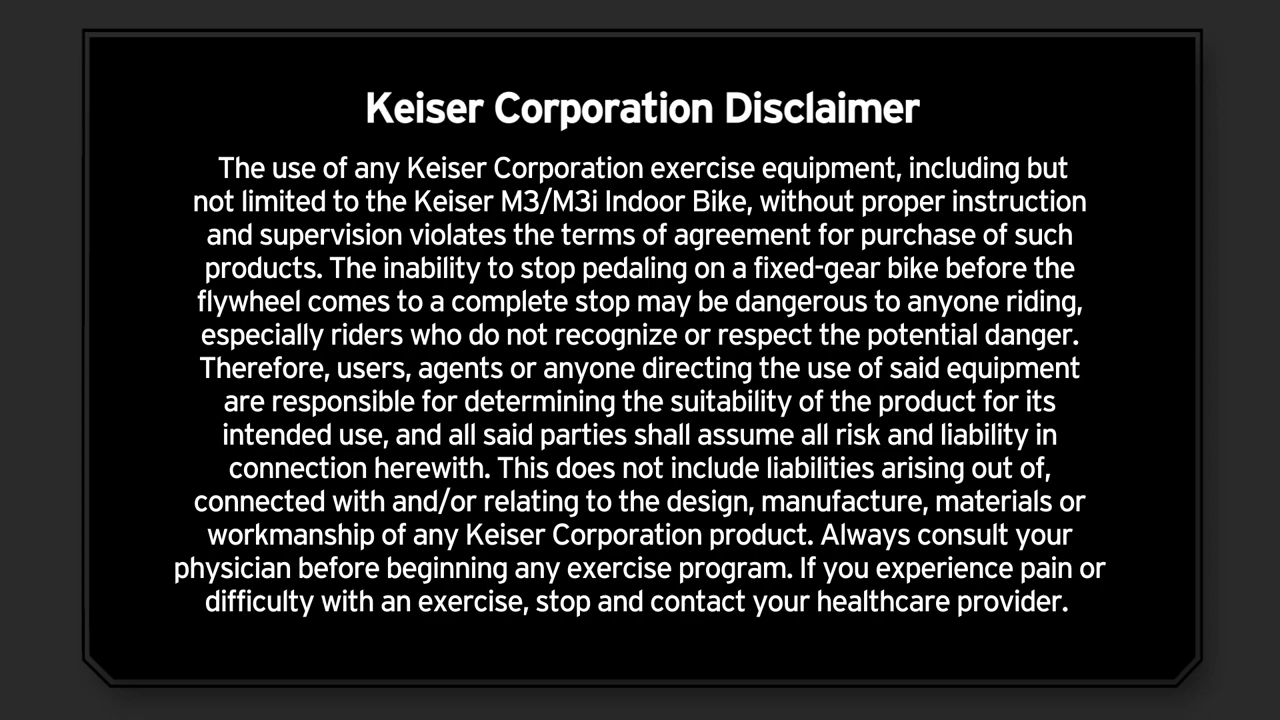 Keiser Corporation Disclaimer
The use of any Keiser Corporation exercise equipment, including but
not limited to the Keiser M3/M3i Indoor Bike, without proper instruction
and supervision violates the terms of agreement for purchase of such
products. The inability to stop pedaling on a fixed-gear bike before the
flywheel comes to a complete stop may be dangerous to anyone riding,
especially riders who do not recognize or respect the potential danger.
Therefore, users, agents or anyone directing the use of said equipment
are responsible for determining the suitability of the product for its
intended use, and all said parties shall assume all risk and liability in
connection herewith. This does not include liabilities arising out of,
connected with and/or relating to the design, manufacture, materials or
workmanship of any Keiser Corporation product. Always consult your
physician before beginning any exercise program. If you experience pain or
difficulty with an exercise, stop and contact your healthcare provider.